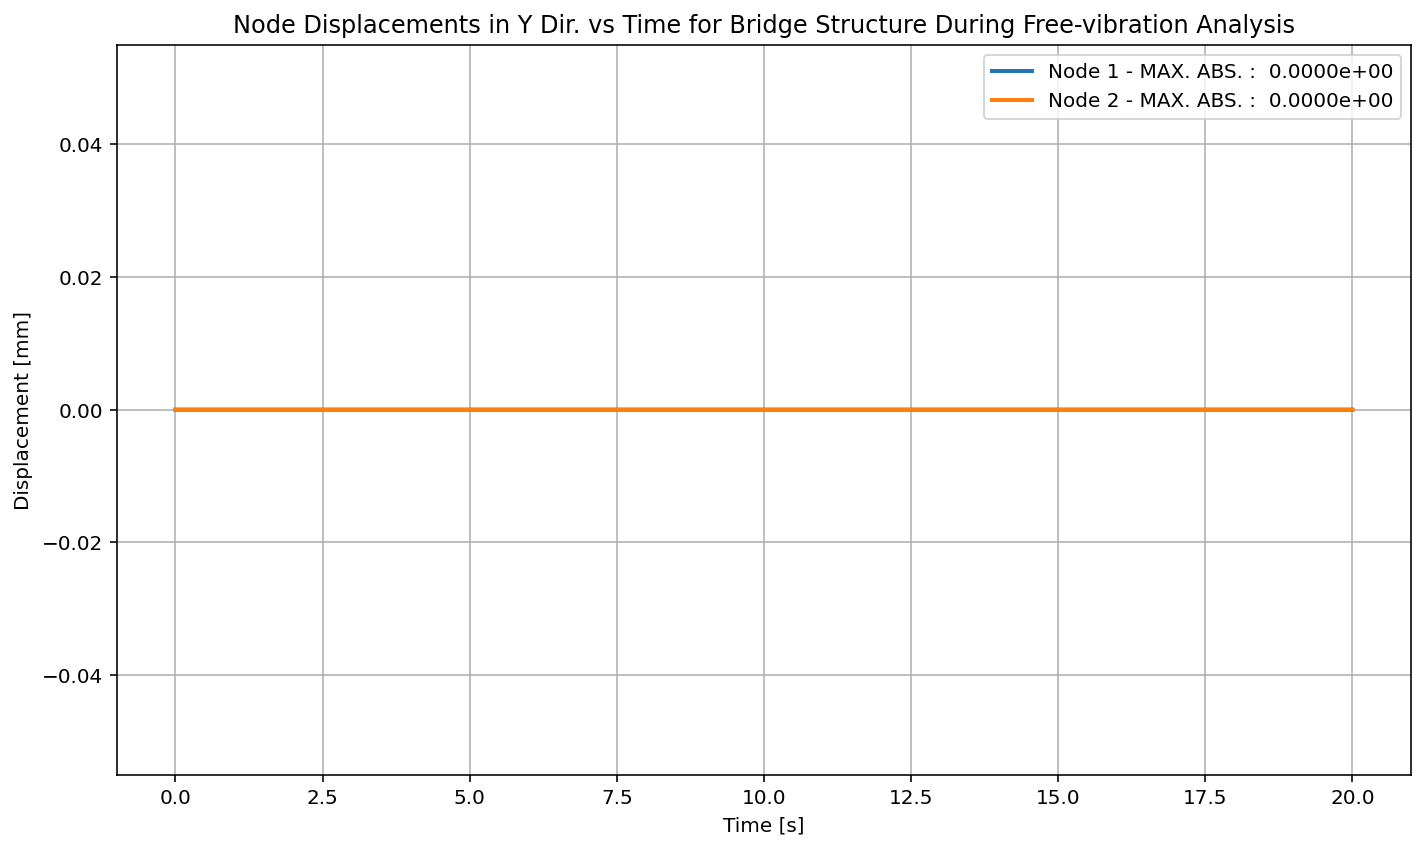 Node Displacements in Y Dir. vs Time for Bridge Structure During Free-vibration Analysis
Node 1 - MAX. ABS. :  0.0000e+00
Node 2 - MAX. ABS. :  0.0000e+00
Displacement [mm]
0.04
0.02
0.00
−0.02
−0.04
0.0 2.5 5.0 7.5 10.0 12.5 15.0 17.5 20.0
Time [s]